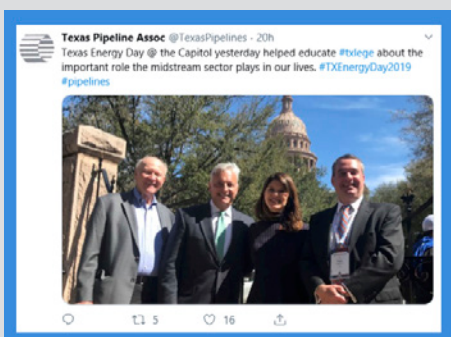 Texas Pipeline Assoc @TexasPipelines · 20h
Texas Energy Day @ the Capitol yesterday helped educate #txlege about the
important role the midstream sector plays in our lives. #TXEnergyDay2019
#pipelines
5 16